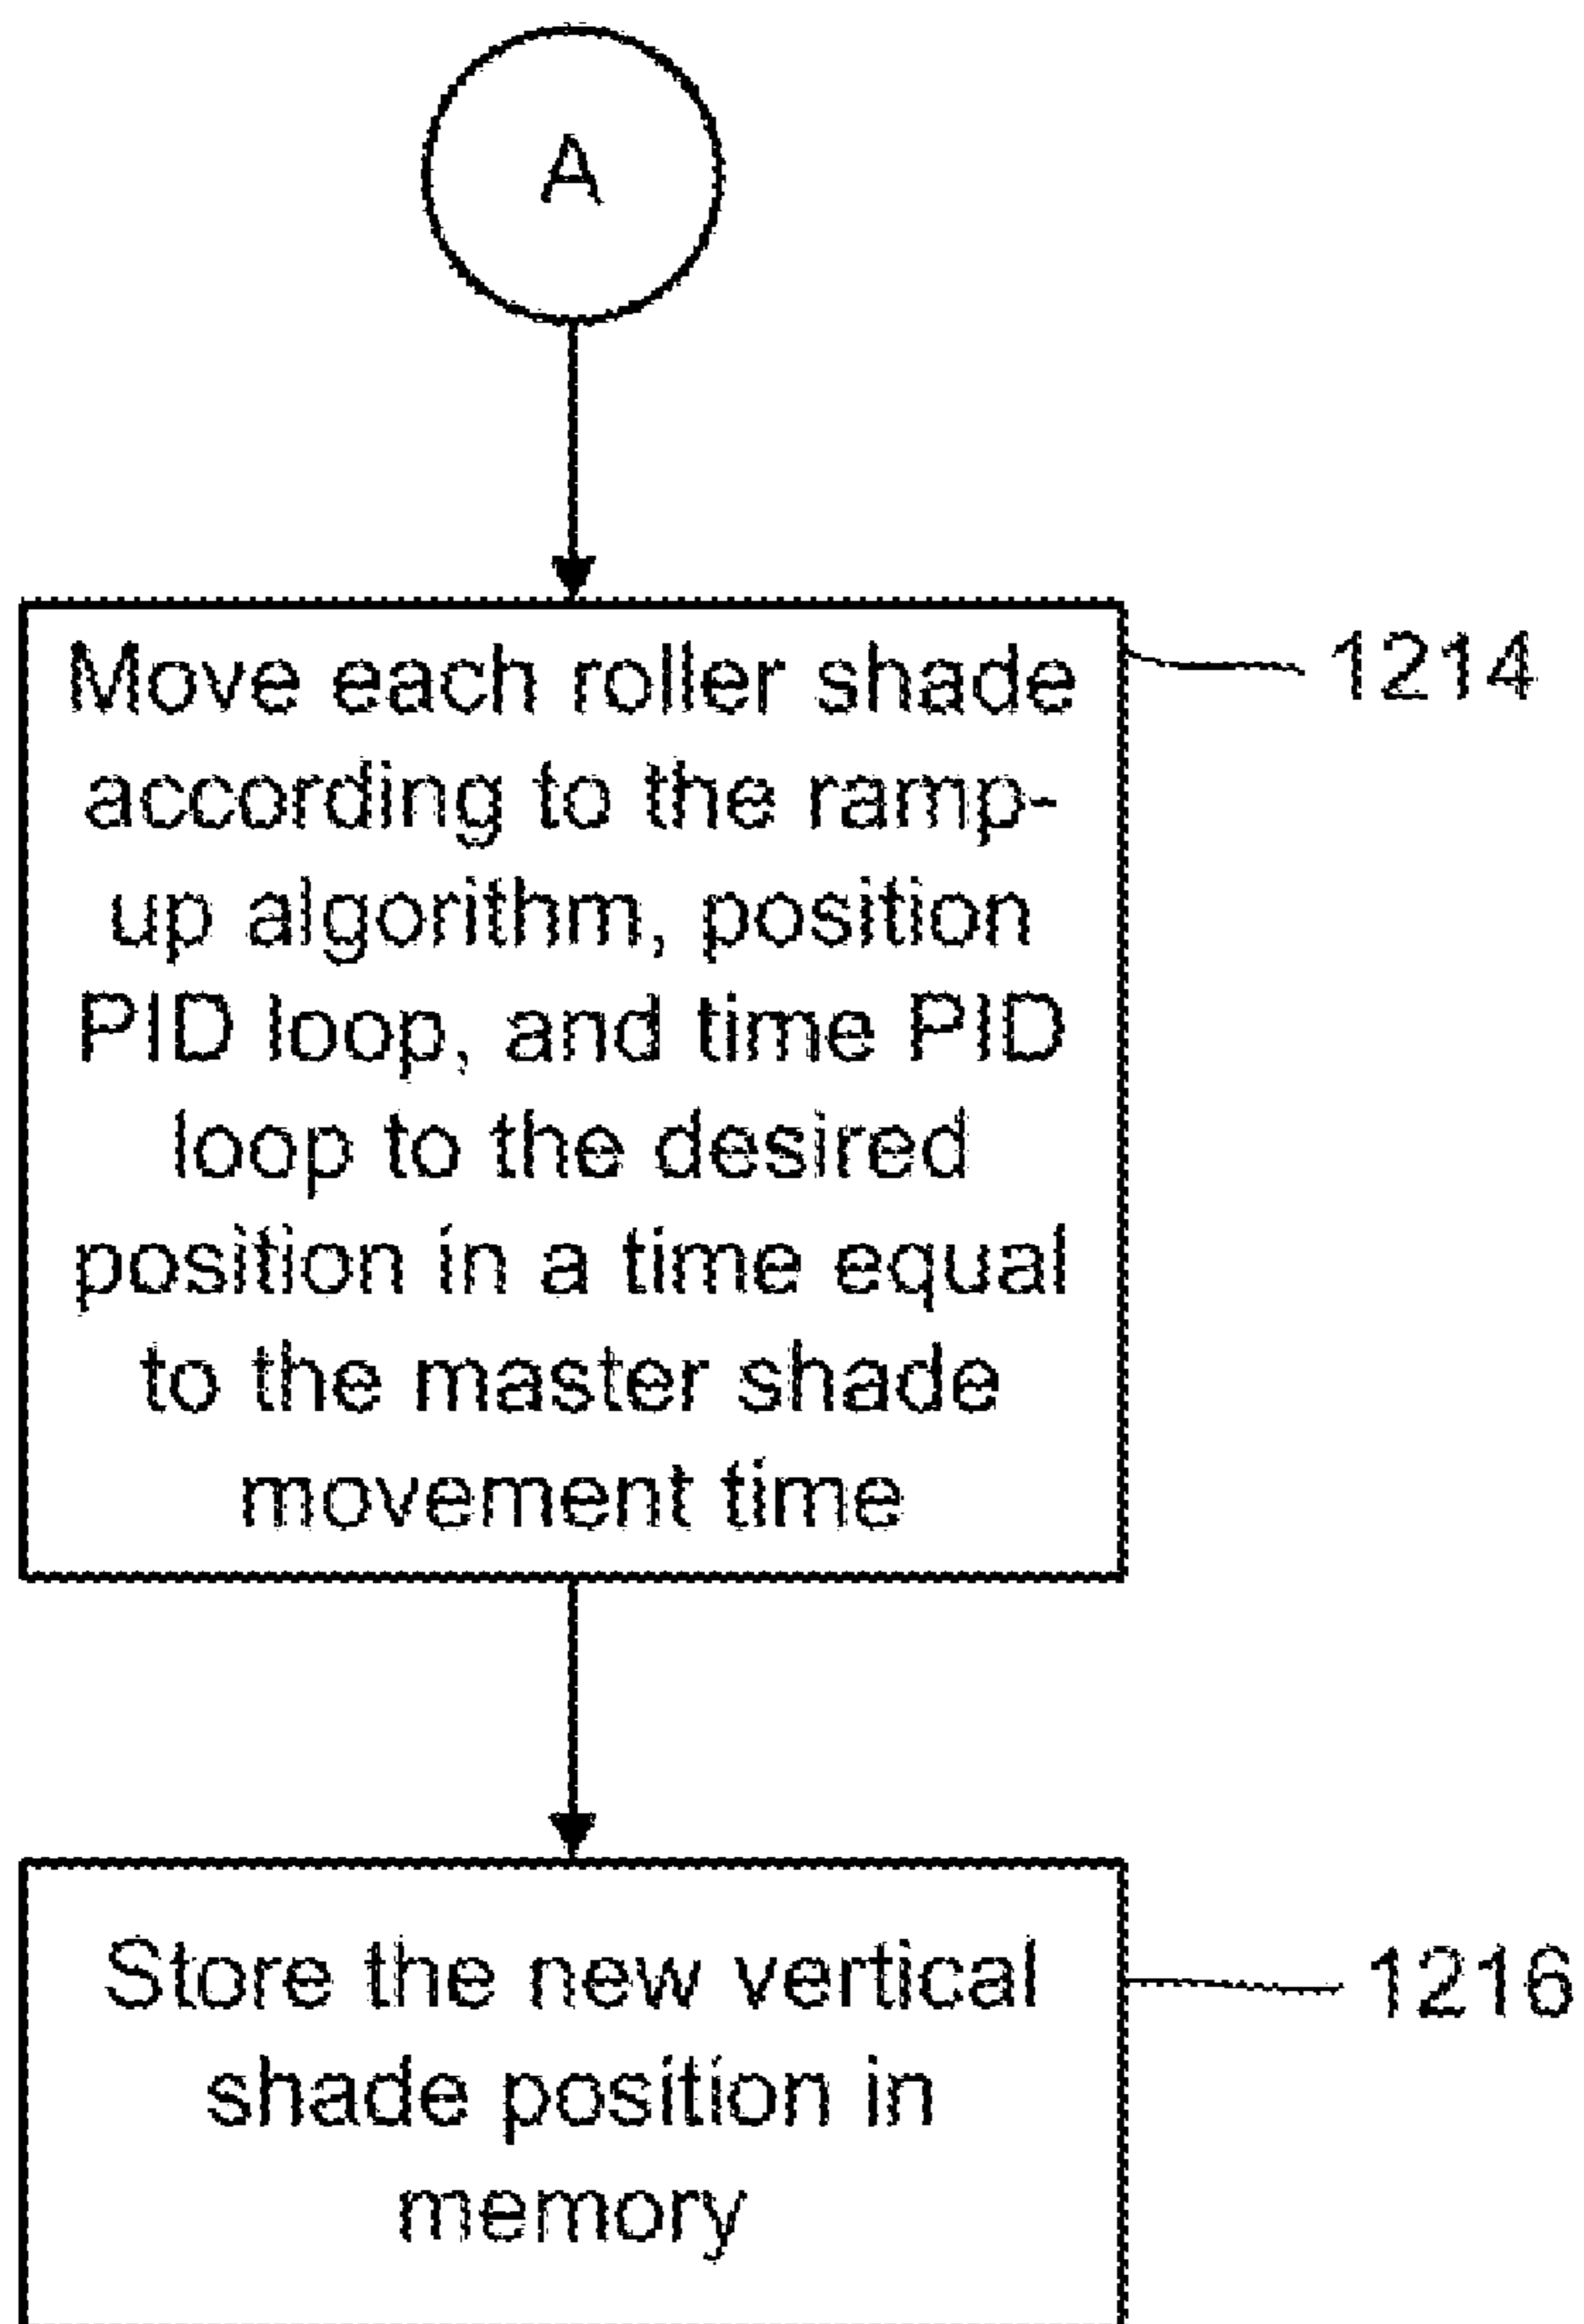 A
Move each roller shade
1214
according to the ramp-
up algorithm, position
PID loop, and time PID
loop to the desired
position in a time equal
to the master shade
movement time
Store the new vertical
1216
shade position in
memory